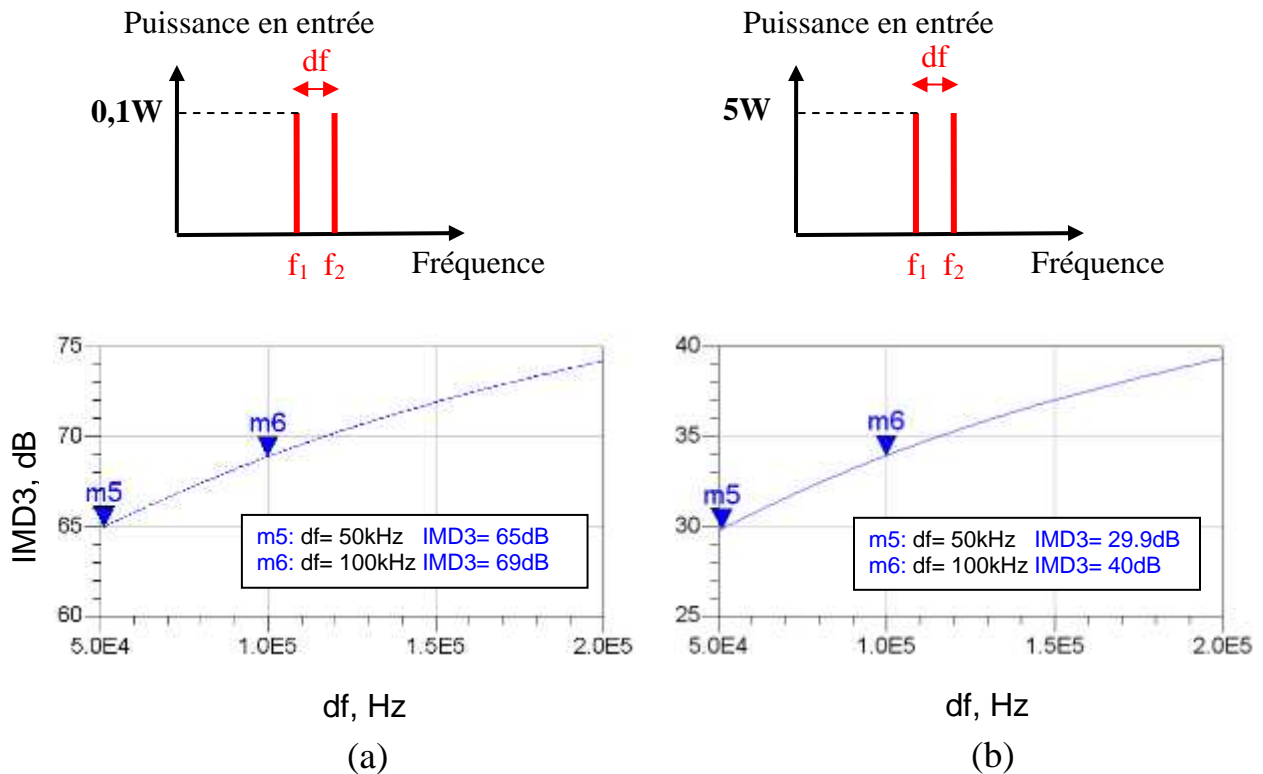 Puissance en entrée
df
0,1W
f1 f2 Fréquence
Puissance en entrée
df
5W
f1 f2 Fréquence
IMD3, dB
75
70
65
60
m5
m6
m5: df= 50kHz IMD3= 65dB
m6: df= 100kHz IMD3= 69dB
5.0E4 1.0E5 1.5E5 2.0E5
df, Hz
(a)
40
35
30
25
m5
m6
m5: df= 50kHz IMD3= 29.9dB
m6: df= 100kHz IMD3= 40dB
5.0E4 1.0E5 1.5E5 2.0E5
df, Hz
(b)